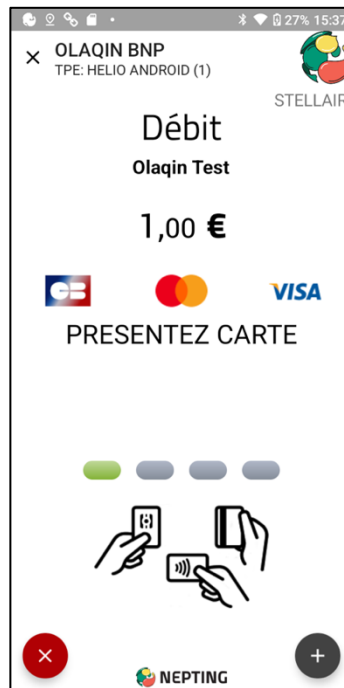 27% 15:37
OLAQIN BNP
TPE: HELIO ANDROID (1)
STELLAIR
Débit
Olaqin Test
1,00 €
CB
VISA
PRESENTEZ CARTE
NEPTING